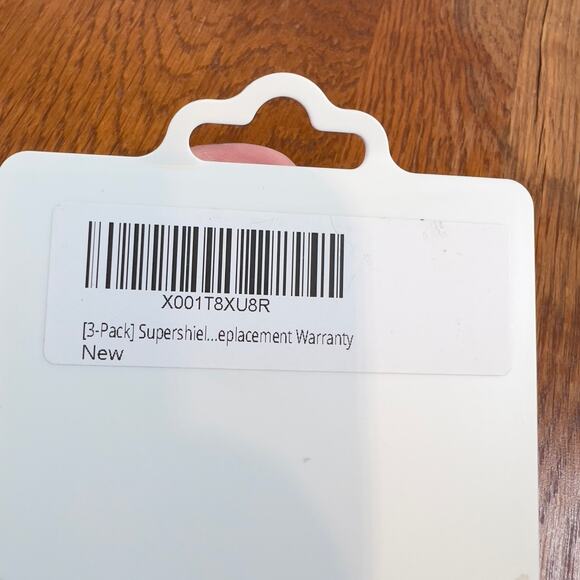 X001T8XU8R
[3-Pack] Supershiel...eplacement Warranty
New